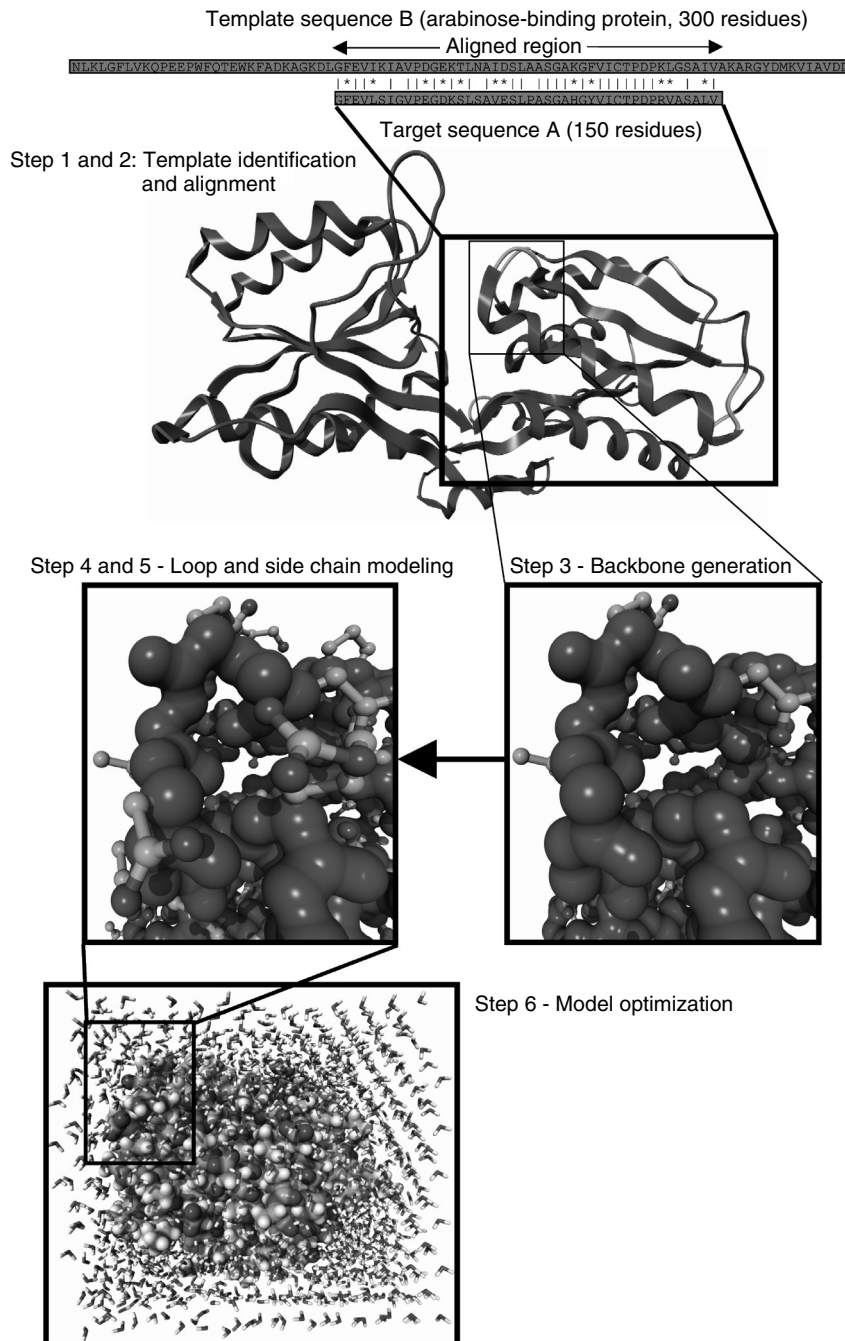 Template sequence B (arabinose-binding protein, 300 residues)
Aligned region
NLKLGFLVKQPEEPWFQTEWKFADKAGKDLGFEVIKIAVPDGEKTLNAIDSLAASGAKGFVICTPDPKLGSAIVAKARGYDMKVIAVDD
|*||* | ||*|*|*| |**|| |||| |*|||||||** ||*|
GFEVLSIGVPEGDKSLSAVESLPASGAHGYVICTPDPRVASALV
Target sequence A (150 residues)
Step 1 and 2: Template identification
and alignment
Step 4 and 5 - Loop and side chain modeling
Step 3 - Backbone generation
Step 6 - Model optimization